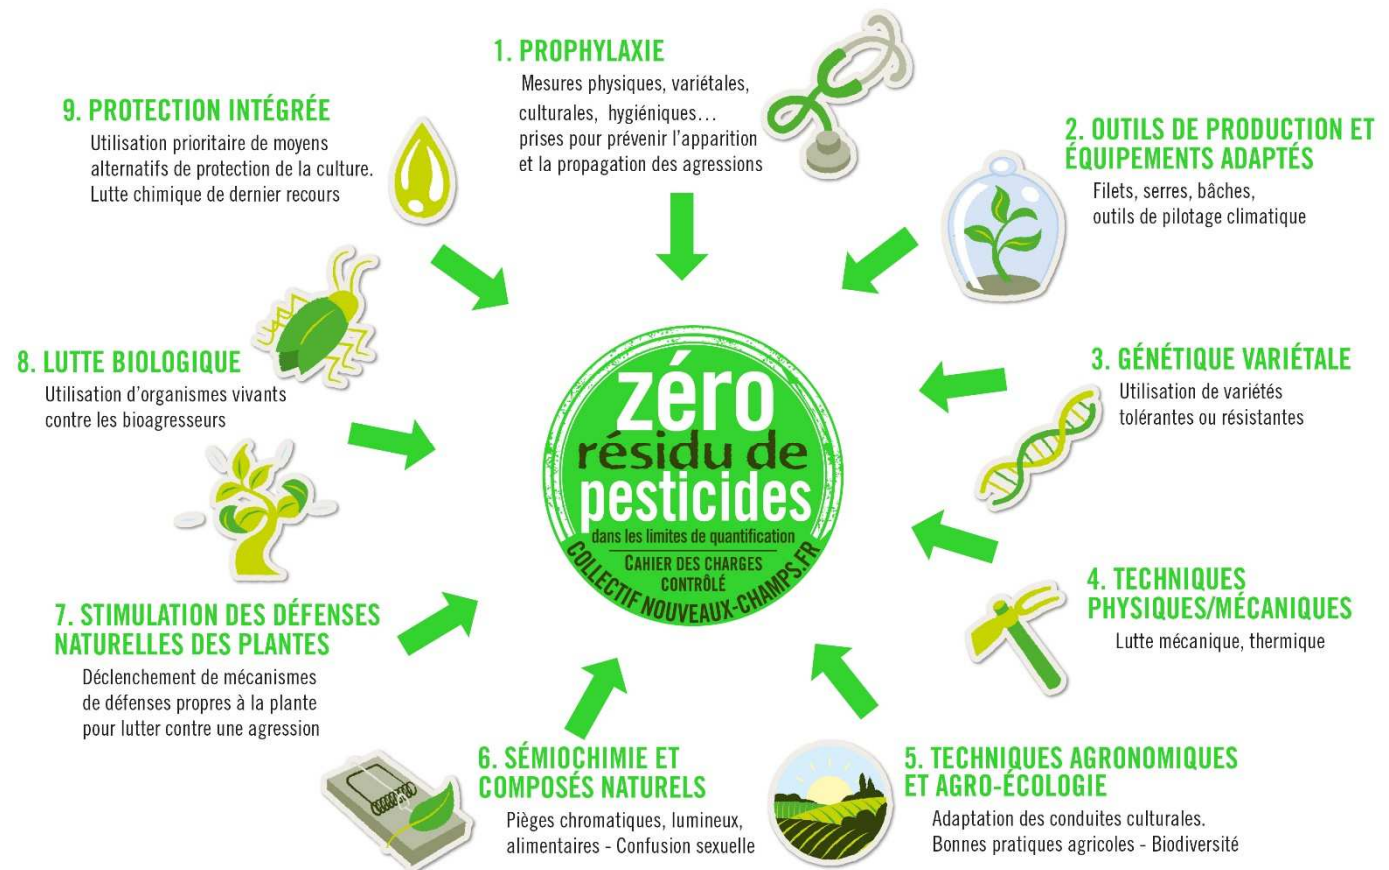 1. PROPHYLAXIE
Mesures physiques, variétales,
culturales, hygiéniques...
prises pour prévenir l'apparition
et la propagation des agressions
2. OUTILS DE PRODUCTION ET
ÉQUIPEMENTS ADAPTÉS
Filets, serres, bâches,
outils de pilotage climatique
3. GÉNÉTIQUE VARIÉTALE
Utilisation de variétés
tolérantes ou résistantes
4. TECHNIQUES
PHYSIQUES/MÉCANIQUES
Lutte mécanique, thermique
5. TECHNIQUES AGRONOMIQUES
ET AGRO-ÉCOLOGIE
Adaptation des conduites culturales.
Bonnes pratiques agricoles - Biodiversité
6. SÉMIOCHIMIE ET
COMPOSÉS NATURELS
Pièges chromatiques, lumineux,
alimentaires - Confusion sexuelle
7. STIMULATION DES DÉFENSES
NATURELLES DES PLANTES
Déclenchement de mécanismes
de défenses propres à la plante
pour lutter contre une agression
8. LUTTE BIOLOGIQUE
Utilisation d'organismes vivants
contre les bioagresseurs
9. PROTECTION INTÉGRÉE
Utilisation prioritaire de moyens
alternatifs de protection de la culture.
Lutte chimique de dernier recours
zéro
résidu de
pesticides
dans les limites de quantification
CAHIER DES CHARGES
CONTRÔLÉ
COLLECTIF NOUVEAUX-CHAMPS.FR